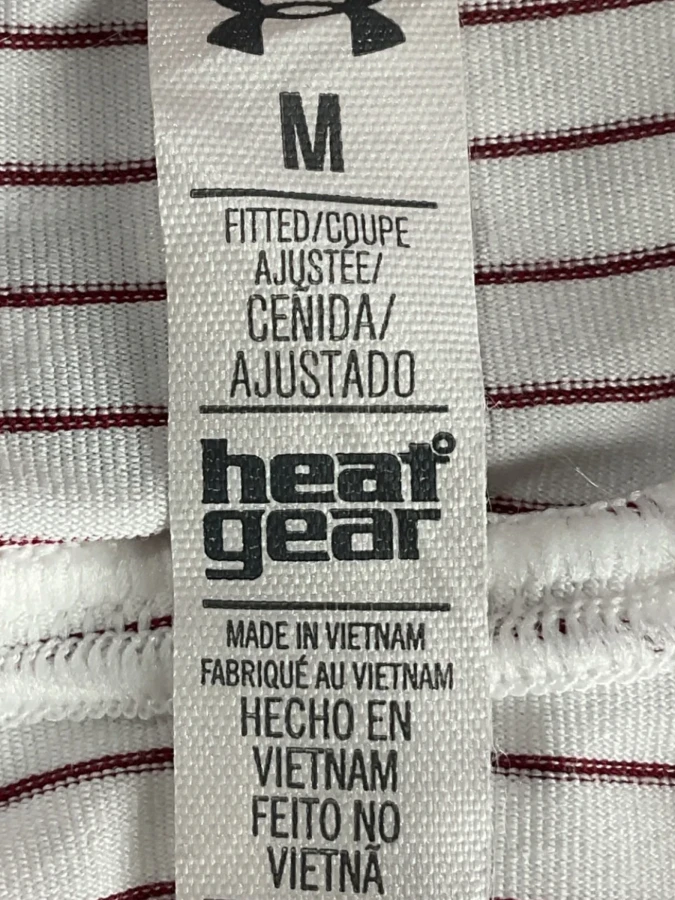 M
FITTED/COUPE
AJUSTÉE/
CEÑIDA/
AJUSTADO
heat
gear
MADE IN VIETNAM
FABRIQUÉ AU VIETNAM
HECHO EN
VIETNAM
FEITO NO
VIETNÃ